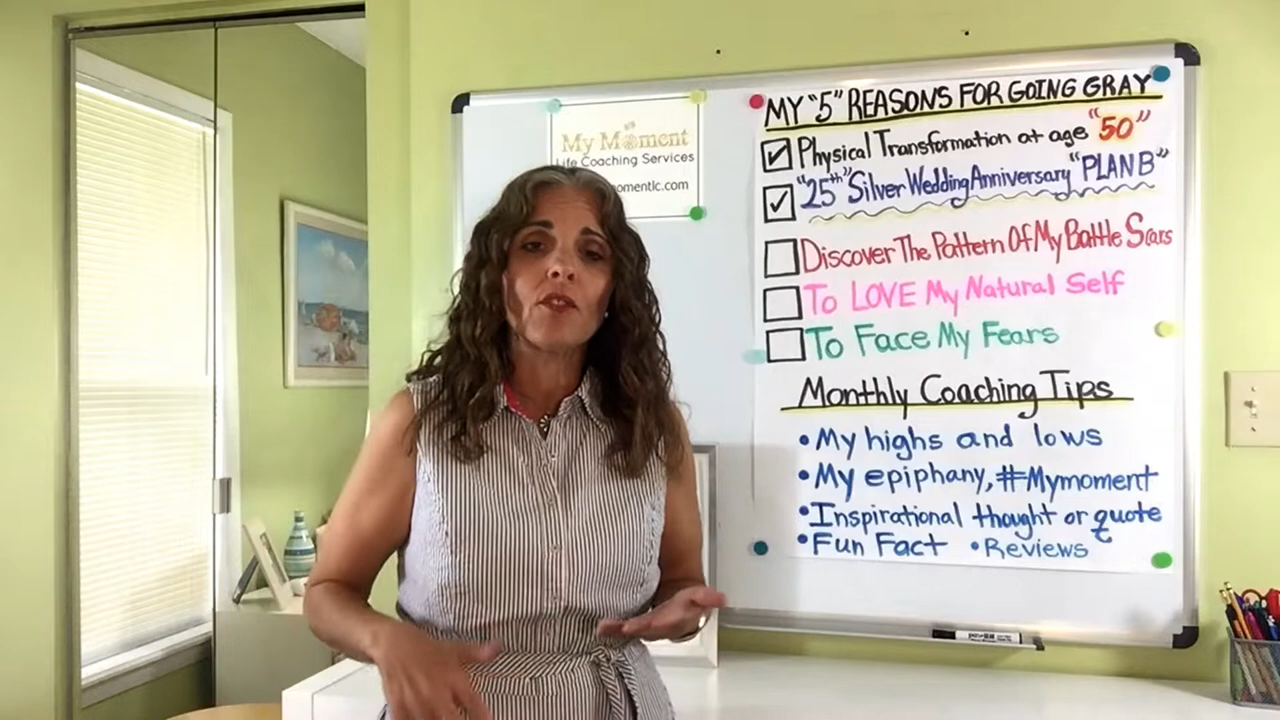 My Moment
Life Coaching Services
momentlc.com
MY "5" REASONS FOR GOING GRAY
Physical Transformation at age "50"
"25th" Silver Wedding Anniversary "PLAN B"
Discover The Pattern Of My Battle Scars
To LOVE My Natural Self
To Face My Fears
Monthly Coaching Tips
• My highs and lows
• My epiphany, #Mymoment
• Inspirational thought or quote
• Fun Fact • Reviews